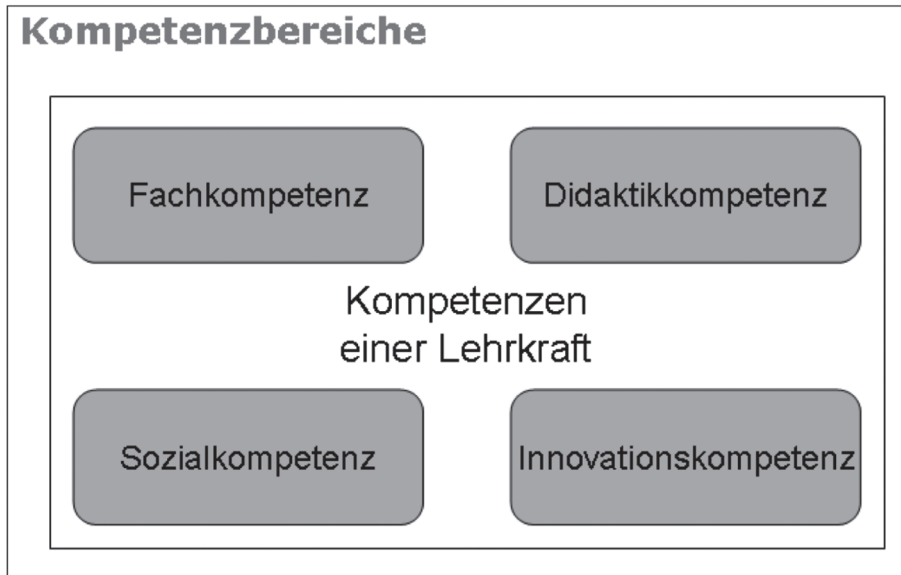 Kompetenzbereiche
Fachkompetenz
Didaktikkompetenz
Kompetenzen
einer Lehrkraft
Sozialkompetenz
Innovationskompetenz